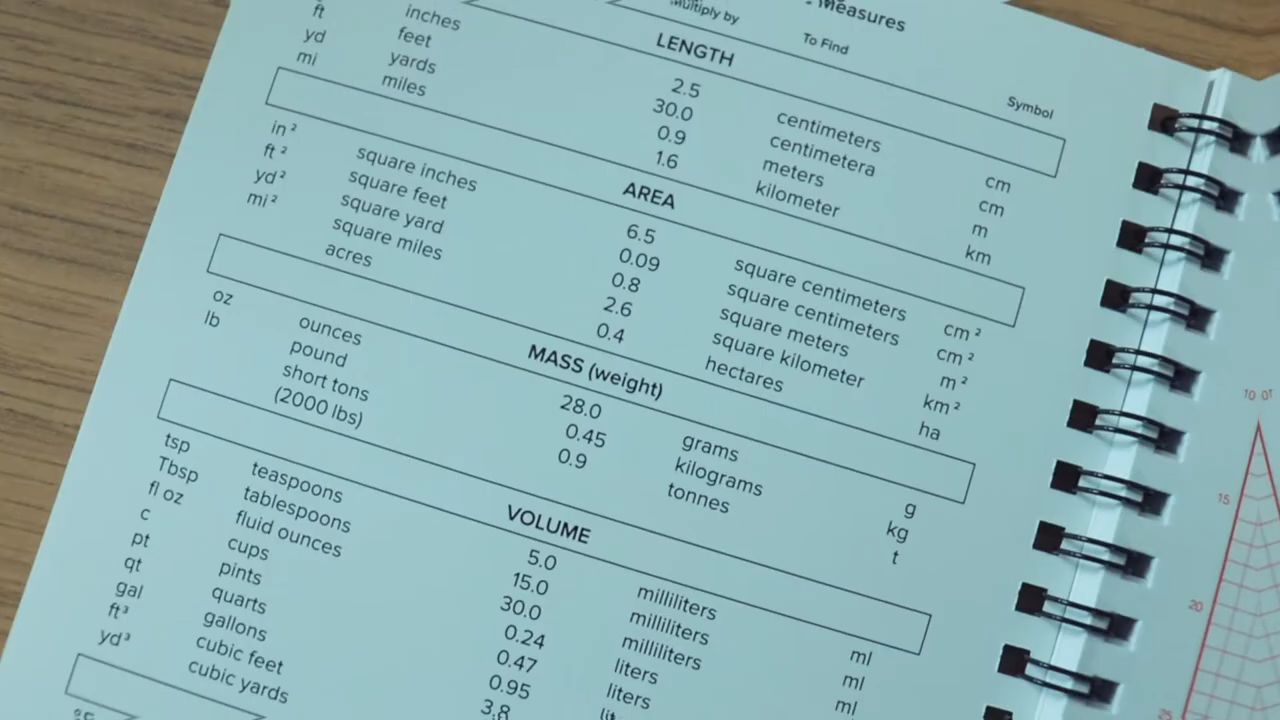 Measures
Multiply by To Find Symbol
LENGTH
inches 2.5 centimeters cm
ft feet 30.0 centimetera cm
yd yards 0.9 meters m
mi miles 1.6 kilometer km
AREA
in² square inches 6.5 square centimeters cm²
ft² square feet 0.09 square centimeters cm²
yd² square yard 0.8 square meters m²
mi² square miles 2.6 square kilometer km²
acres 0.4 hectares ha
MASS (weight)
oz ounces 28.0 grams g
lb pound 0.45 kilograms kg
short tons 0.9 tonnes t
(2000 lbs)
VOLUME
tsp teaspoons 5.0 milliliters ml
Tbsp tablespoons 15.0 milliliters ml
fl oz fluid ounces 30.0 milliliters ml
c cups 0.24 liters
pt pints 0.47 liters
qt quarts 0.95
gal gallons 3.8
ft³ cubic feet
yd³ cubic yards
10 10
15
20